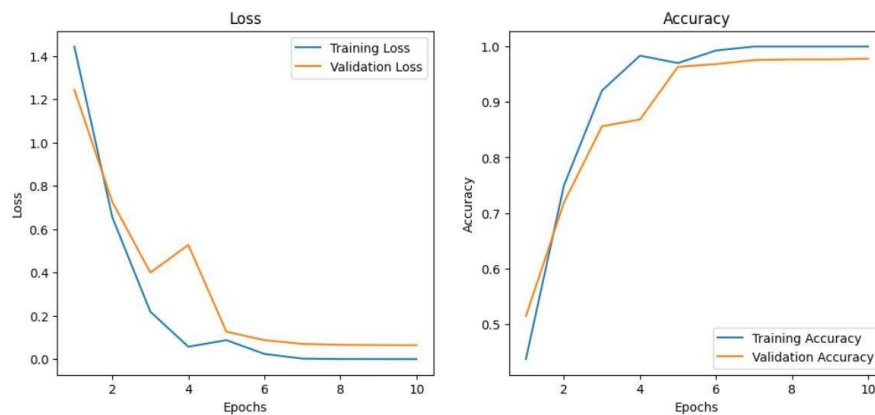 Loss
Training Loss
Validation Loss
1.4
1.2
1.0
0.8
0.6
0.4
0.2
0.0
Loss
2
4
6
8
10
Epochs
Accuracy
1.0
0.9
0.8
0.7
0.6
0.5
Accuracy
Training Accuracy
Validation Accuracy
2
4
6
8
10
Epochs